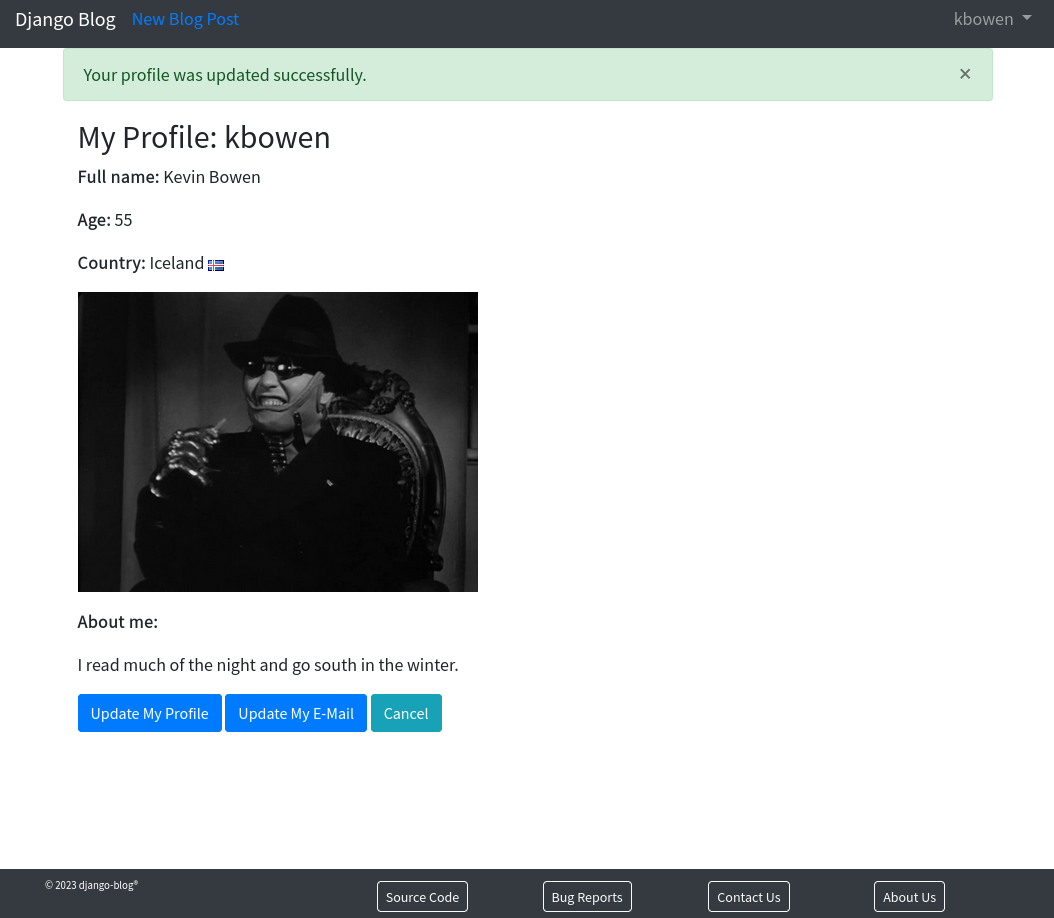 Django Blog New Blog Post kbowen
Your profile was updated successfully. ×
My Profile: kbowen
Full name: Kevin Bowen
Age: 55
Country: Iceland
About me:
I read much of the night and go south in the winter.
Update My Profile Update My E-Mail Cancel
© 2023 django-blog®
Source Code Bug Reports Contact Us About Us